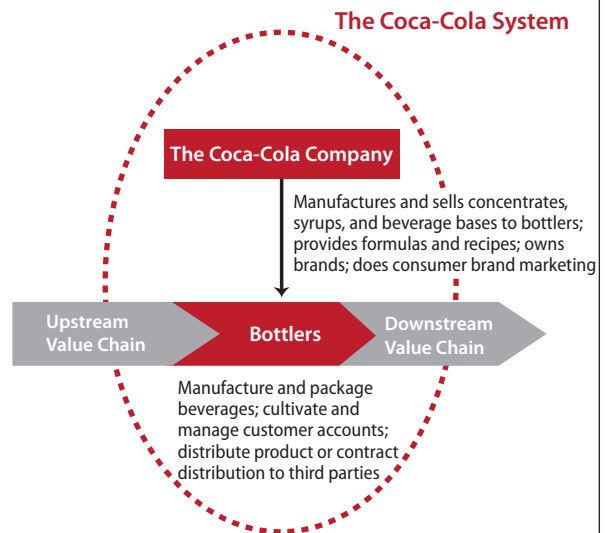 The Coca-Cola System
The Coca-Cola Company
Manufactures and sells concentrates,
syrups, and beverage bases to bottlers;
provides formulas and recipes; owns
brands; does consumer brand marketing
Upstream
Value Chain
Bottlers
Downstream
Value Chain
Manufacture and package
beverages; cultivate and
manage customer accounts;
distribute product or contract
distribution to third parties